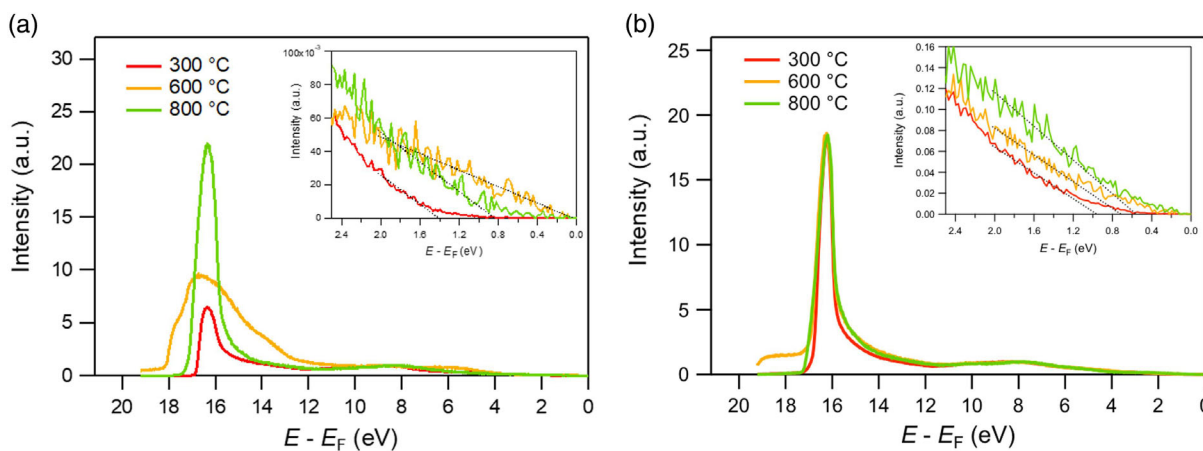 (a)
30
25
20
15
10
5
0
Intensity (a.u.)
300 °C
600 °C
800 °C
20 18 16 14 12 10 8 6 4 2 0
E - E_F (eV)
100x10⁻³
80
60
40
20
0
Intensity (a.u.)
2.4 2.0 1.6 1.2 0.8 0.4 0.0
E - E_F (eV)
(b)
25
20
15
10
5
0
Intensity (a.u.)
300 °C
600 °C
800 °C
20 18 16 14 12 10 8 6 4 2 0
E - E_F (eV)
0.16
0.14
0.12
0.10
0.08
0.06
0.04
0.02
0.00
Intensity (a.u.)
2.4 2.0 1.6 1.2 0.8 0.4 0.0
E - E_F (eV)